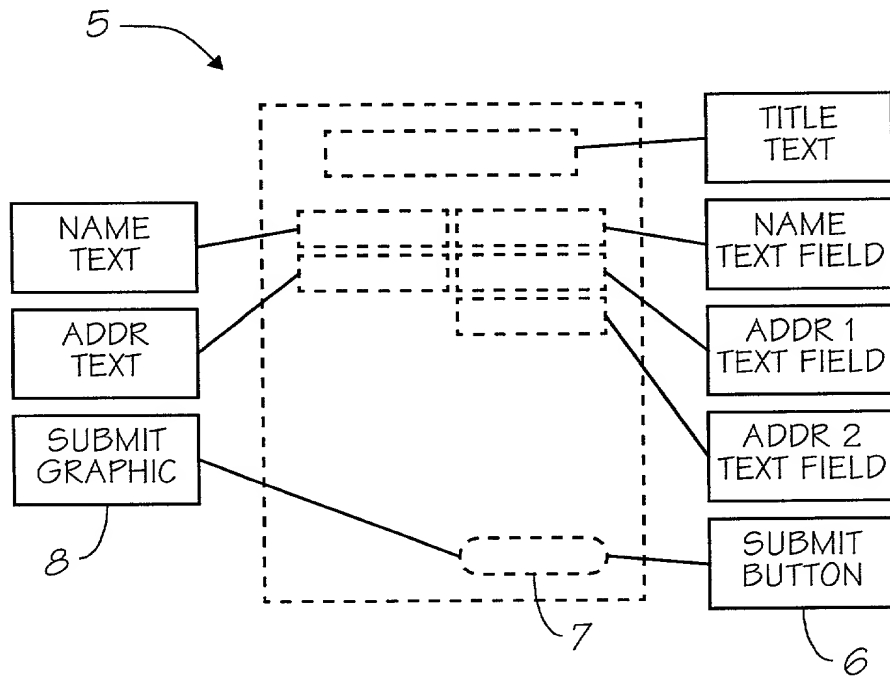 5
TITLE
TEXT
NAME
TEXT
NAME
TEXT FIELD
ADDR
TEXT
ADDR 1
TEXT FIELD
SUBMIT
GRAPHIC
ADDR 2
TEXT FIELD
8
SUBMIT
BUTTON
7
6